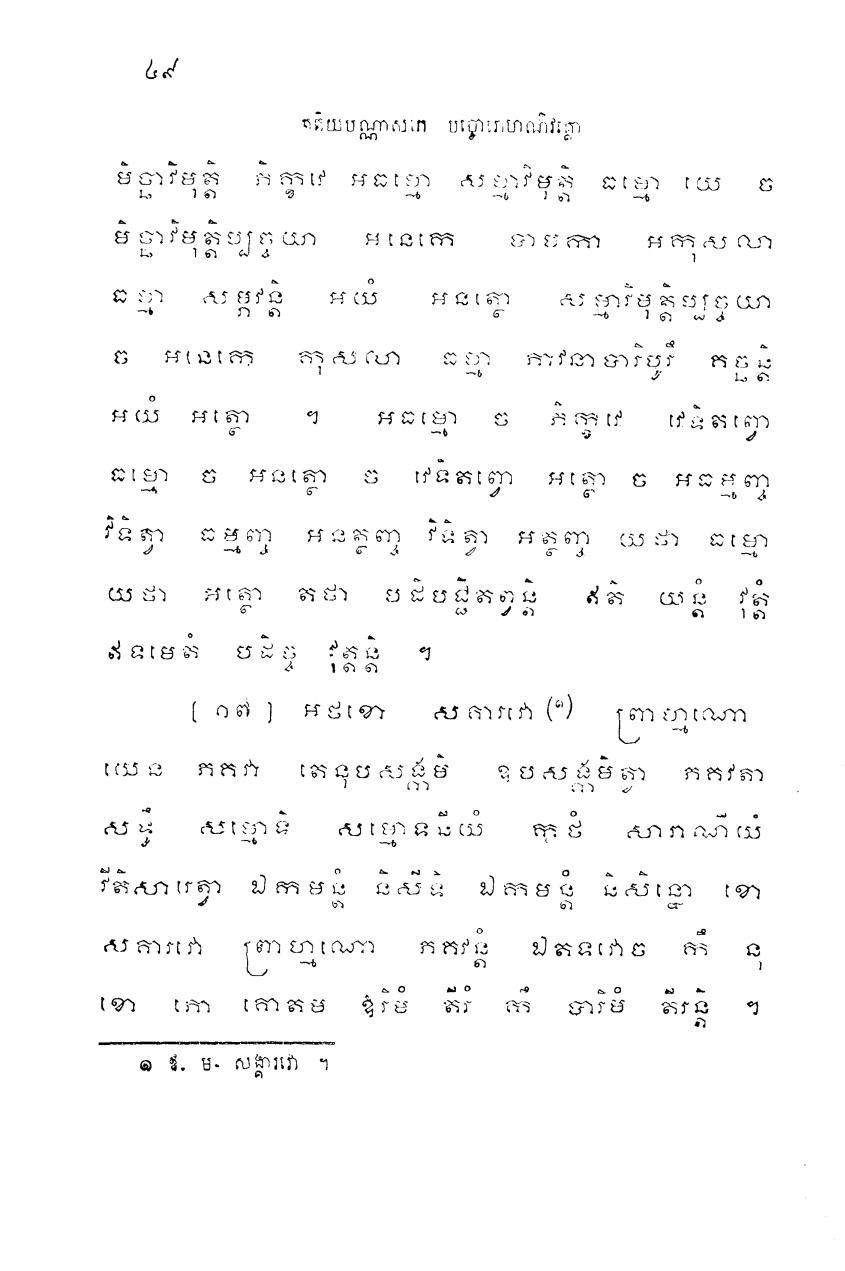 ៤៩
តតិយបណ្ណាសកេ បច្ចោរោហណិវគ្គោ
មិច្ឆាវិមុត្តិ ភិក្ខវេ អធម្មោ សម្មាវិមុត្តិ ធម្មោ យេ ច
មិច្ឆាវិមុត្តិប្បច្ចយា អនេកេ បាបកា អកុសលា
ធម្មា សម្ភវន្តិ អយំ អនត្ថោ សម្មាវិមុត្តិប្បច្ចយា
ច អនេកេ កុសលា ធម្មា ភាវនាបារិបូរឹ គច្ឆន្តិ
អយំ អត្ថោ ។ អធម្មោ ច ភិក្ខវេ វេទិតព្វោ
ធម្មោ ច អនត្ថោ ច វេទិតព្វោ អត្ថោ ច អធម្មញ្ច
វិទិត្វា ធម្មញ្ច អនត្ថញ្ច វិទិត្វា អត្ថញ្ច យថា ធម្មោ
យថា អត្ថោ តថា បដិបជ្ជិតព្វន្តិ ឥតិ យន្តំ វុត្តំ
ឥទមេតំ បដិច្ច វុត្តន្តិ ។
[ ១៧ ] អថខោ សគារវោ (១) ព្រាហ្មណោ
យេន ភគវា តេនុបសង្កមិ ឧបសង្កមិត្វា ភគវតា
សទ្ធឹ សម្មោទិ សម្មោទនីយំ កថំ សារាណីយំ
វីតិសារេត្វា ឯកមន្តំ និសីទិ ឯកមន្តំ និសិន្នោ ខោ
សគារវោ ព្រាហ្មណោ ភគវន្តំ ឯតទវោច កឹ នុ
ខោ ភោ គោតម ឱរិមំ តីរំ កឹ បារិមំ តីរន្តិ ។
១ ឱ. ម. សង្គារវោ ។